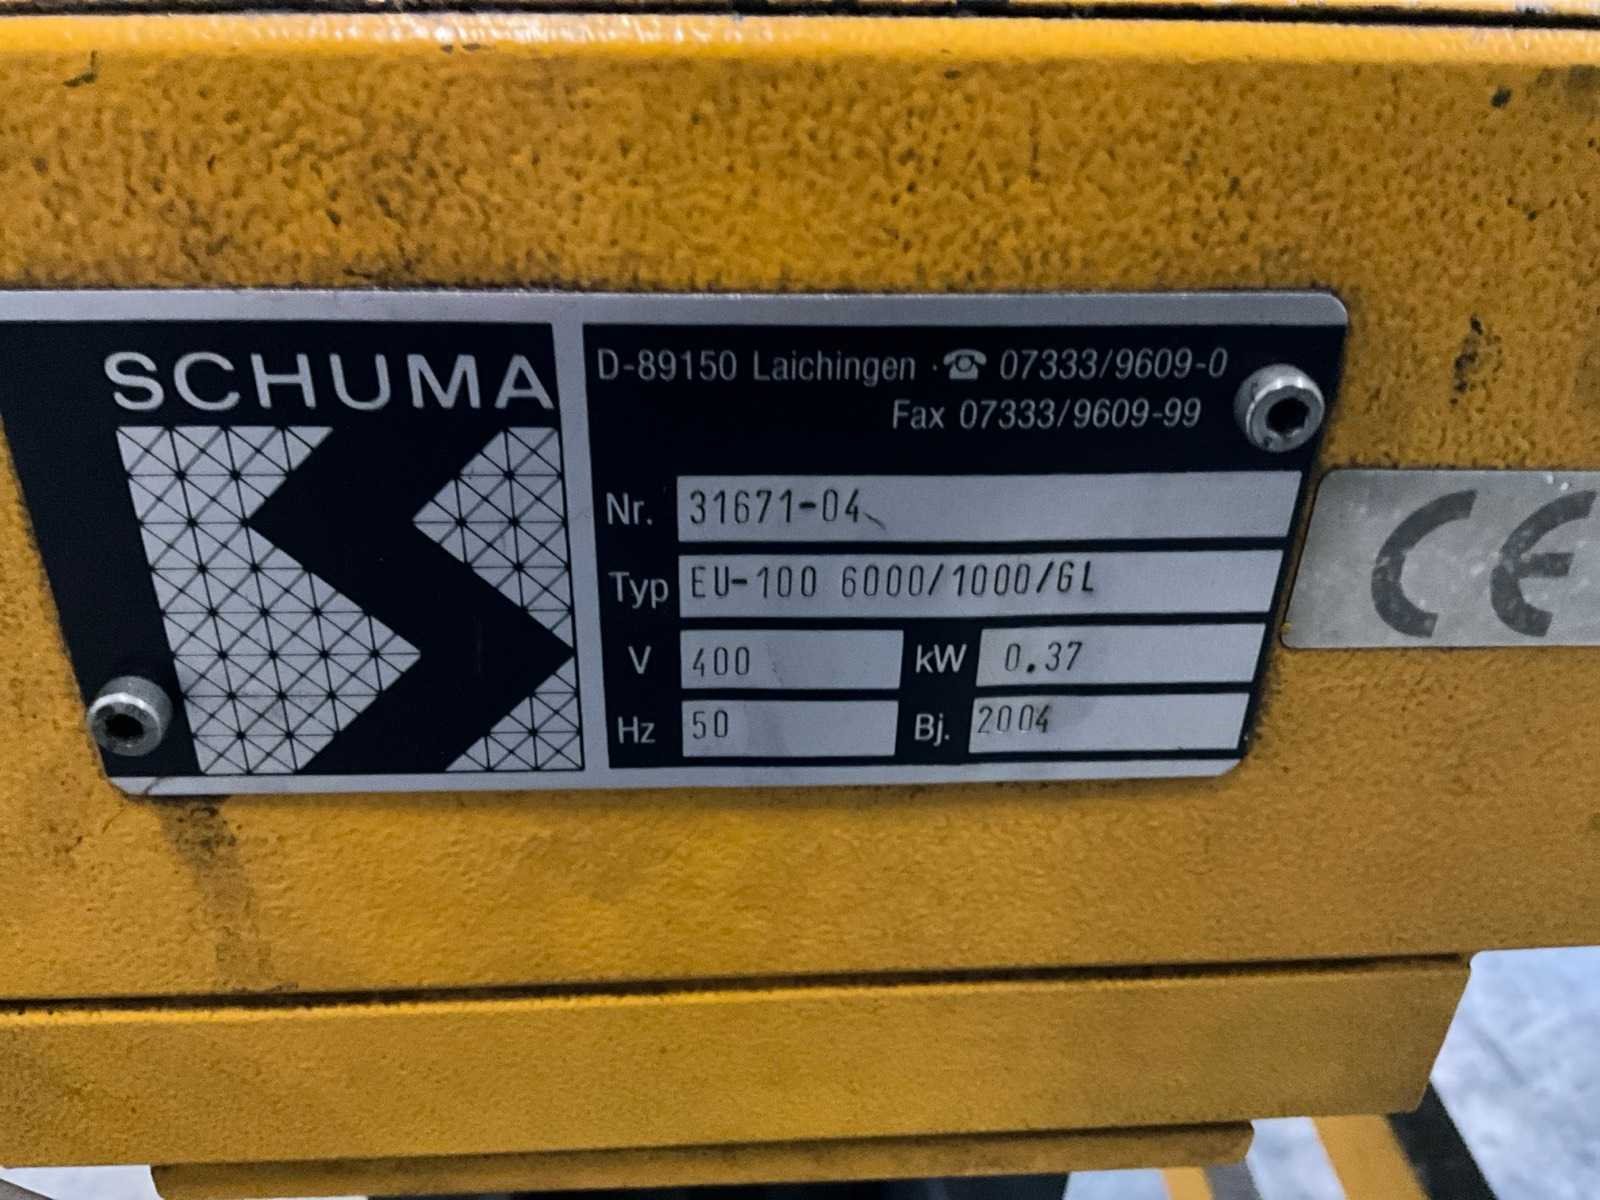 SCHUMA
D-89150 Laichingen · ☎ 07333/9609-0
Fax 07333/9609-99
Nr. 31671-04
Typ EU-100 6000/1000/GL
V 400 kW 0.37
Hz 50 Bj. 2004
CE